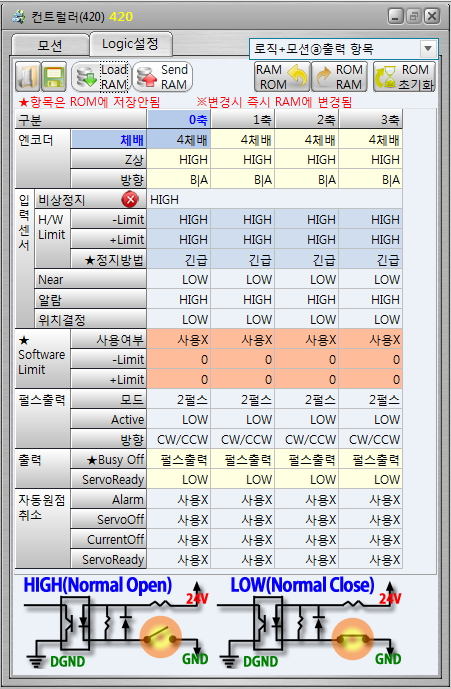 컨트럴러(420) 420
모션 Logic설정 로직+모션⑧출력 항목
Load RAM Send RAM RAM ROM ROM RAM ROM 초기화
★항목은 ROM에 저장안됨 ※변경시 즉시 RAM에 변경됨
구분 0축 1축 2축 3축
엔코더 체배 4체배 4체배 4체배 4체배
Z상 HIGH HIGH HIGH HIGH
방향 B|A B|A B|A B|A
입력센서 비상정지 HIGH
H/W Limit -Limit HIGH HIGH HIGH HIGH
+Limit HIGH HIGH HIGH HIGH
★정지방법 긴급 긴급 긴급 긴급
Near LOW LOW LOW LOW
알람 HIGH HIGH HIGH HIGH
위치결정 LOW LOW LOW LOW
★ Software Limit 사용여부 사용X 사용X 사용X 사용X
-Limit 0 0 0 0
+Limit 0 0 0 0
펄스출력 모드 2펄스 2펄스 2펄스 2펄스
Active LOW LOW LOW LOW
방향 CW/CCW CW/CCW CW/CCW CW/CCW
출력 ★Busy Off 펄스출력 펄스출력 펄스출력 펄스출력
ServoReady LOW LOW LOW LOW
자동원점 취소 Alarm 사용X 사용X 사용X 사용X
ServoOff 사용X 사용X 사용X 사용X
CurrentOff 사용X 사용X 사용X 사용X
ServoReady 사용X 사용X 사용X 사용X
HIGH(Normal Open) LOW(Normal Close)
24V 24V
DGND GND DGND GND